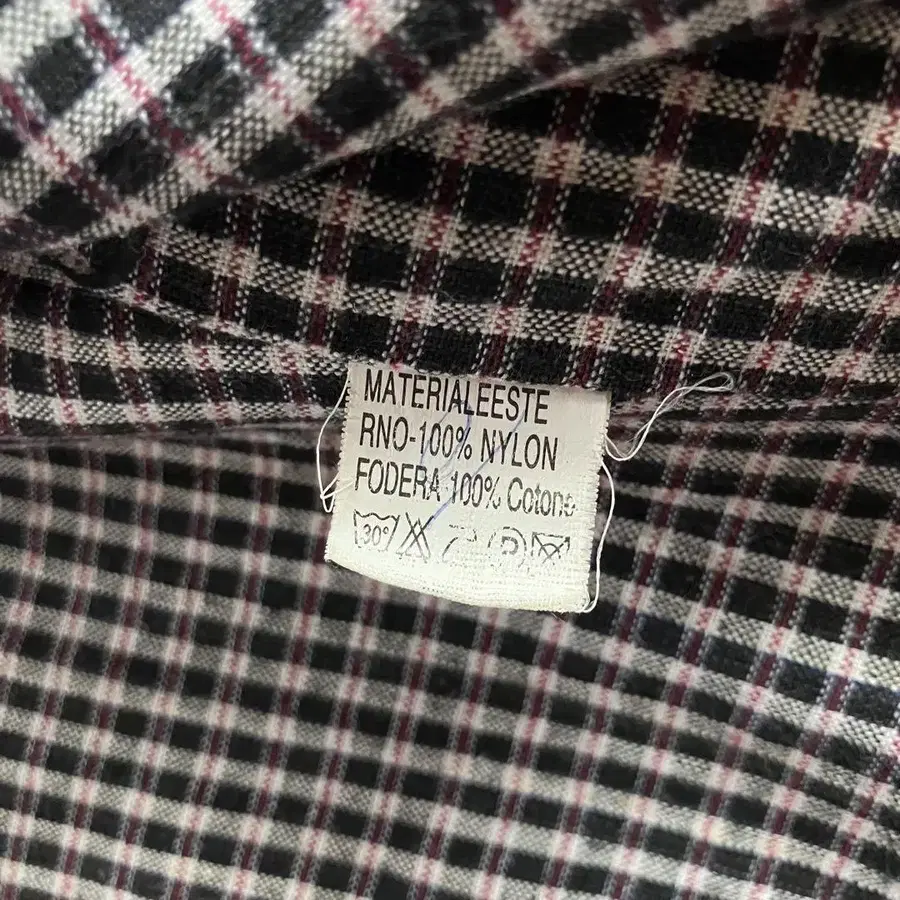 MATERIALEESTE
RNO-100% NYLON
FODERA 100% Cotone
30° P